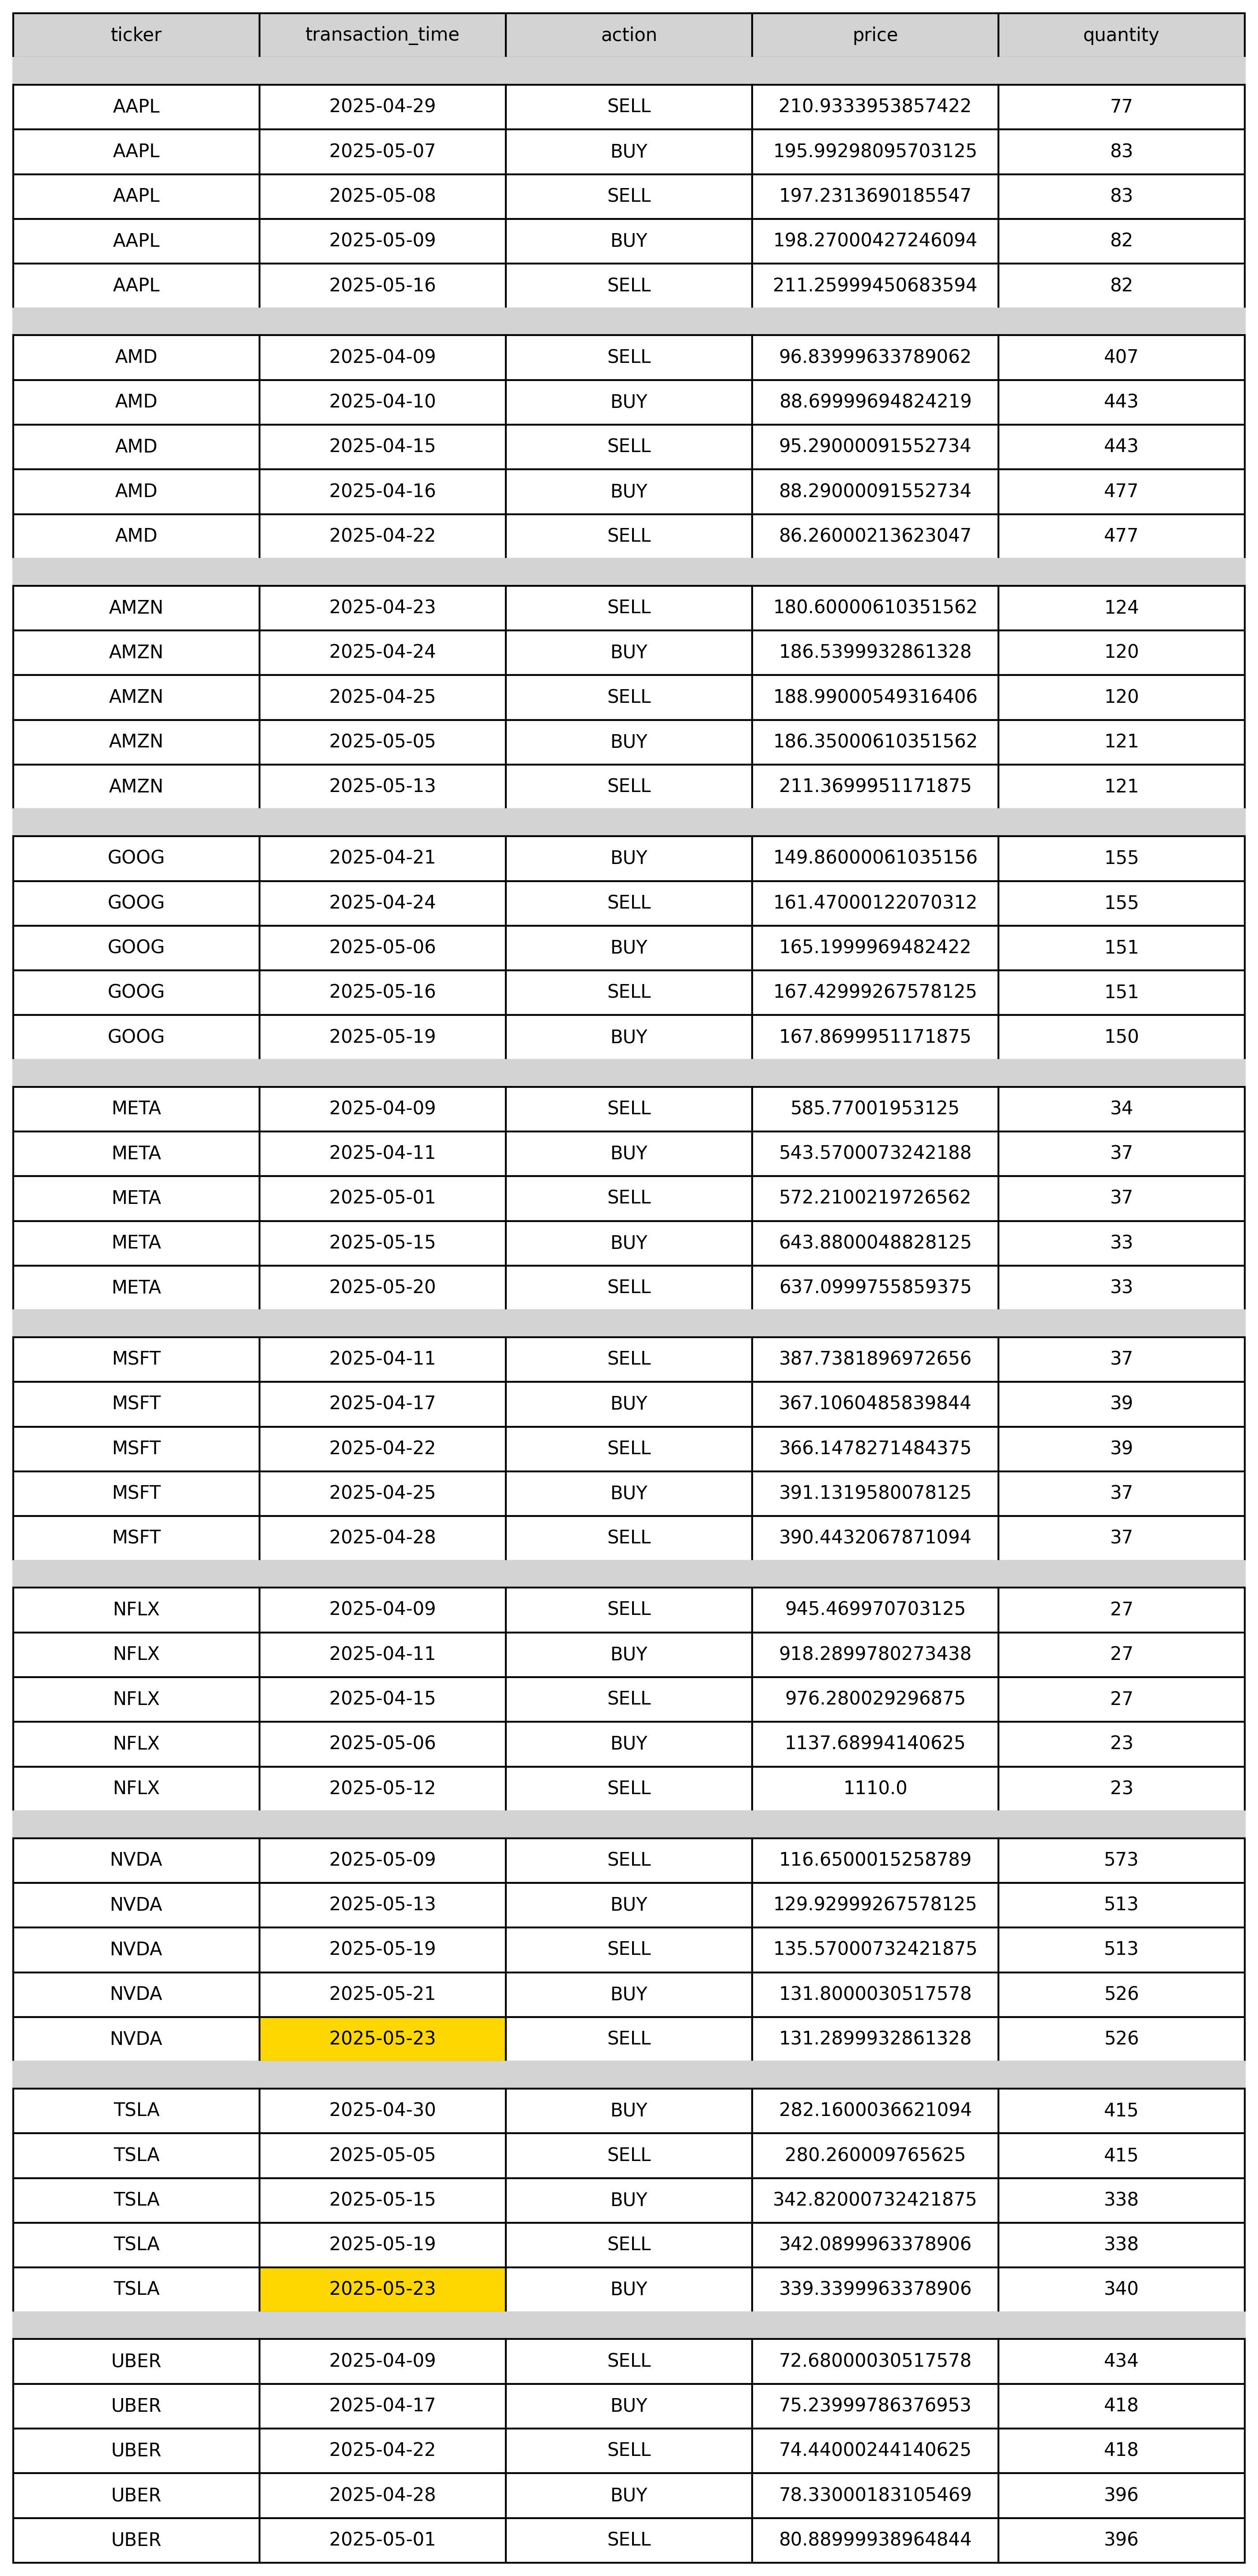 ticker transaction_time action price quantity
AAPL 2025-04-29 SELL 210.9333953857422 77
AAPL 2025-05-07 BUY 195.99298095703125 83
AAPL 2025-05-08 SELL 197.2313690185547 83
AAPL 2025-05-09 BUY 198.27000427246094 82
AAPL 2025-05-16 SELL 211.25999450683594 82
AMD 2025-04-09 SELL 96.83999633789062 407
AMD 2025-04-10 BUY 88.69999694824219 443
AMD 2025-04-15 SELL 95.29000091552734 443
AMD 2025-04-16 BUY 88.29000091552734 477
AMD 2025-04-22 SELL 86.26000213623047 477
AMZN 2025-04-23 SELL 180.60000610351562 124
AMZN 2025-04-24 BUY 186.5399932861328 120
AMZN 2025-04-25 SELL 188.99000549316406 120
AMZN 2025-05-05 BUY 186.35000610351562 121
AMZN 2025-05-13 SELL 211.3699951171875 121
GOOG 2025-04-21 BUY 149.86000061035156 155
GOOG 2025-04-24 SELL 161.47000122070312 155
GOOG 2025-05-06 BUY 165.1999969482422 151
GOOG 2025-05-16 SELL 167.42999267578125 151
GOOG 2025-05-19 BUY 167.8699951171875 150
META 2025-04-09 SELL 585.77001953125 34
META 2025-04-11 BUY 543.5700073242188 37
META 2025-05-01 SELL 572.2100219726562 37
META 2025-05-15 BUY 643.8800048828125 33
META 2025-05-20 SELL 637.0999755859375 33
MSFT 2025-04-11 SELL 387.7381896972656 37
MSFT 2025-04-17 BUY 367.1060485839844 39
MSFT 2025-04-22 SELL 366.1478271484375 39
MSFT 2025-04-25 BUY 391.1319580078125 37
MSFT 2025-04-28 SELL 390.4432067871094 37
NFLX 2025-04-09 SELL 945.469970703125 27
NFLX 2025-04-11 BUY 918.2899780273438 27
NFLX 2025-04-15 SELL 976.280029296875 27
NFLX 2025-05-06 BUY 1137.68994140625 23
NFLX 2025-05-12 SELL 1110.0 23
NVDA 2025-05-09 SELL 116.6500015258789 573
NVDA 2025-05-13 BUY 129.92999267578125 513
NVDA 2025-05-19 SELL 135.57000732421875 513
NVDA 2025-05-21 BUY 131.8000030517578 526
NVDA 2025-05-23 SELL 131.2899932861328 526
TSLA 2025-04-30 BUY 282.1600036621094 415
TSLA 2025-05-05 SELL 280.260009765625 415
TSLA 2025-05-15 BUY 342.82000732421875 338
TSLA 2025-05-19 SELL 342.0899963378906 338
TSLA 2025-05-23 BUY 339.3399963378906 340
UBER 2025-04-09 SELL 72.68000030517578 434
UBER 2025-04-17 BUY 75.23999786376953 418
UBER 2025-04-22 SELL 74.44000244140625 418
UBER 2025-04-28 BUY 78.33000183105469 396
UBER 2025-05-01 SELL 80.88999938964844 396